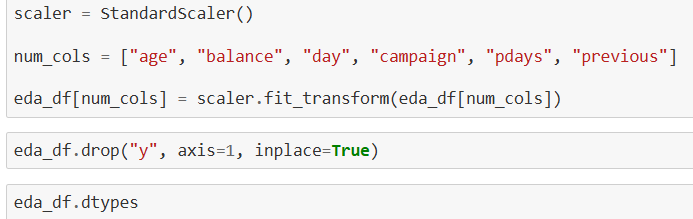 scaler = StandardScaler()
num_cols = ["age", "balance", "day", "campaign", "pdays", "previous"]
eda_df[num_cols] = scaler.fit_transform(eda_df[num_cols])
eda_df.drop("y", axis=1, inplace=True)
eda_df.dtypes